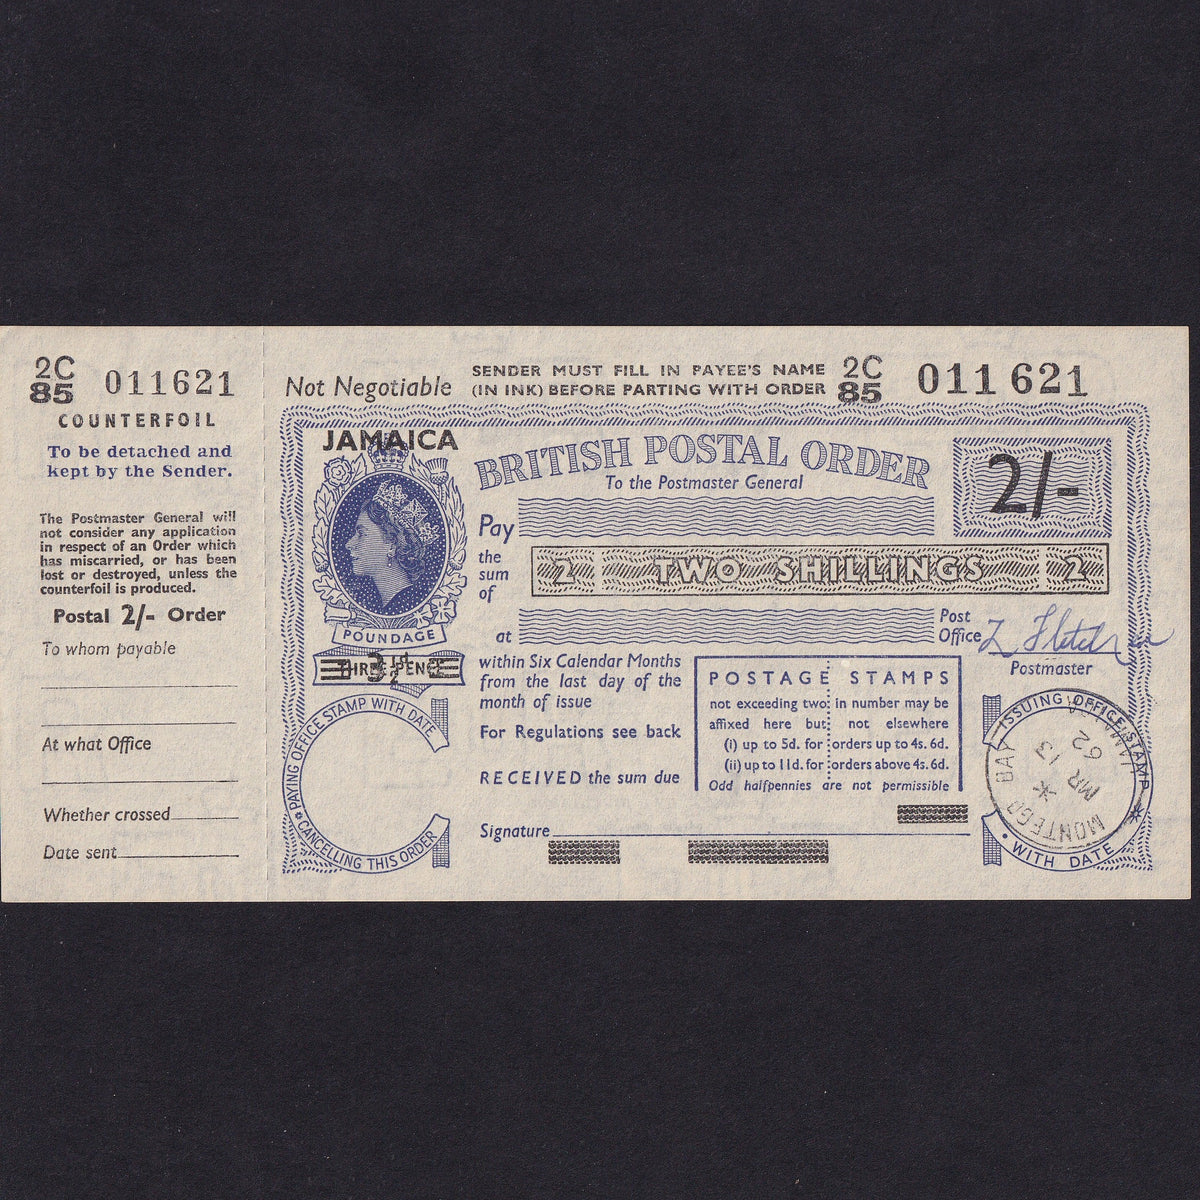 2C
85 011621
COUNTERFOIL
To be detached and
kept by the Sender.
The Postmaster General will
not consider any application
in respect of an Order which
has miscarried, or has been
lost or destroyed, unless the
counterfoil is produced.
Postal 2/- Order
To whom payable
At what Office
Whether crossed
Date sent
Not Negotiable
SENDER MUST FILL IN PAYEE'S NAME
(IN INK) BEFORE PARTING WITH ORDER
2C
85 011621
JAMAICA
BRITISH POSTAL ORDER
To the Postmaster General
2/-
Pay
the
sum
of
2 TWO SHILLINGS 2
at
Post
Office
Postmaster
POUNDAGE
THREE PENCE
3½d
within Six Calendar Months
from the last day of the
month of issue
For Regulations see back
RECEIVED the sum due
Signature
POSTAGE STAMPS
not exceeding two in number may be
affixed here but not elsewhere
(i) up to 5d. for orders up to 4s. 6d.
(ii) up to 11d. for orders above 4s. 6d.
Odd halfpennies are not permissible
PAYING OFFICE STAMP WITH DATE
CANCELLING THIS ORDER
ISSUING OFFICE STAMP
WITH DATE
MONTEGO BAY
JAMAICA
MR 13
62